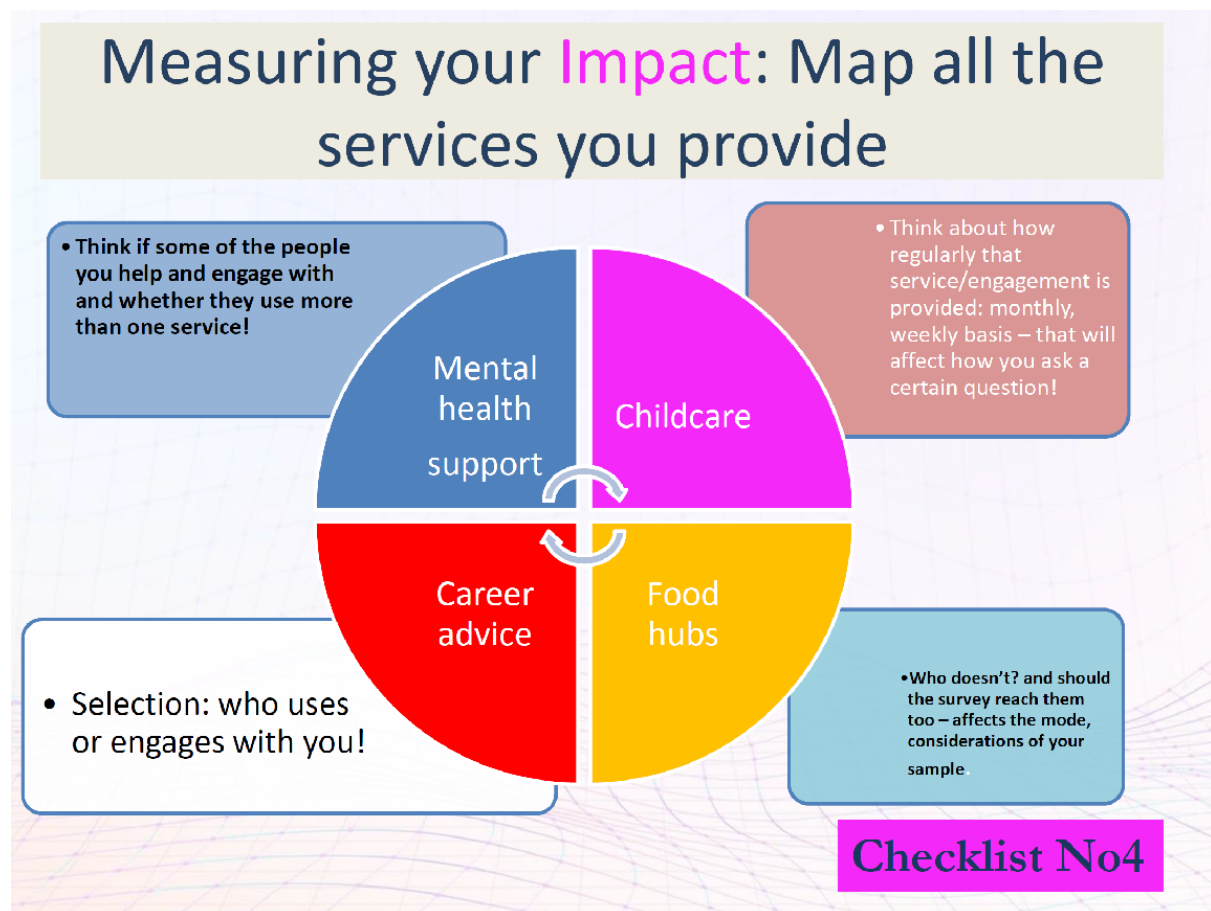 Measuring your Impact: Map all the
services you provide
• Think if some of the people
you help and engage with
and whether they use more
than one service!
• Think about how
regularly that
service/engagement is
provided: monthly,
weekly basis – that will
affect how you ask a
certain question!
Mental
health
support
Childcare
Career
advice
Food
hubs
• Selection: who uses
or engages with you!
•Who doesn’t? and should
the survey reach them
too – affects the mode,
considerations of your
sample.
Checklist No4